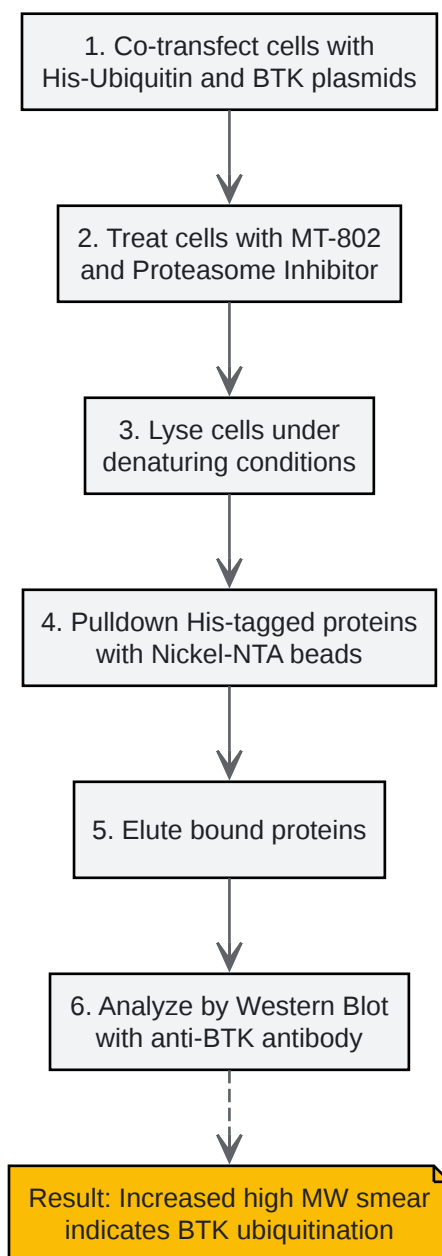 1. Co-transfect cells with
His-Ubiquitin and BTK plasmids
2. Treat cells with MT-802
and Proteasome Inhibitor
3. Lyse cells under
denaturing conditions
4. Pulldown His-tagged proteins
with Nickel-NTA beads
5. Elute bound proteins
6. Analyze by Western Blot
with anti-BTK antibody
Result: Increased high MW smear
indicates BTK ubiquitination